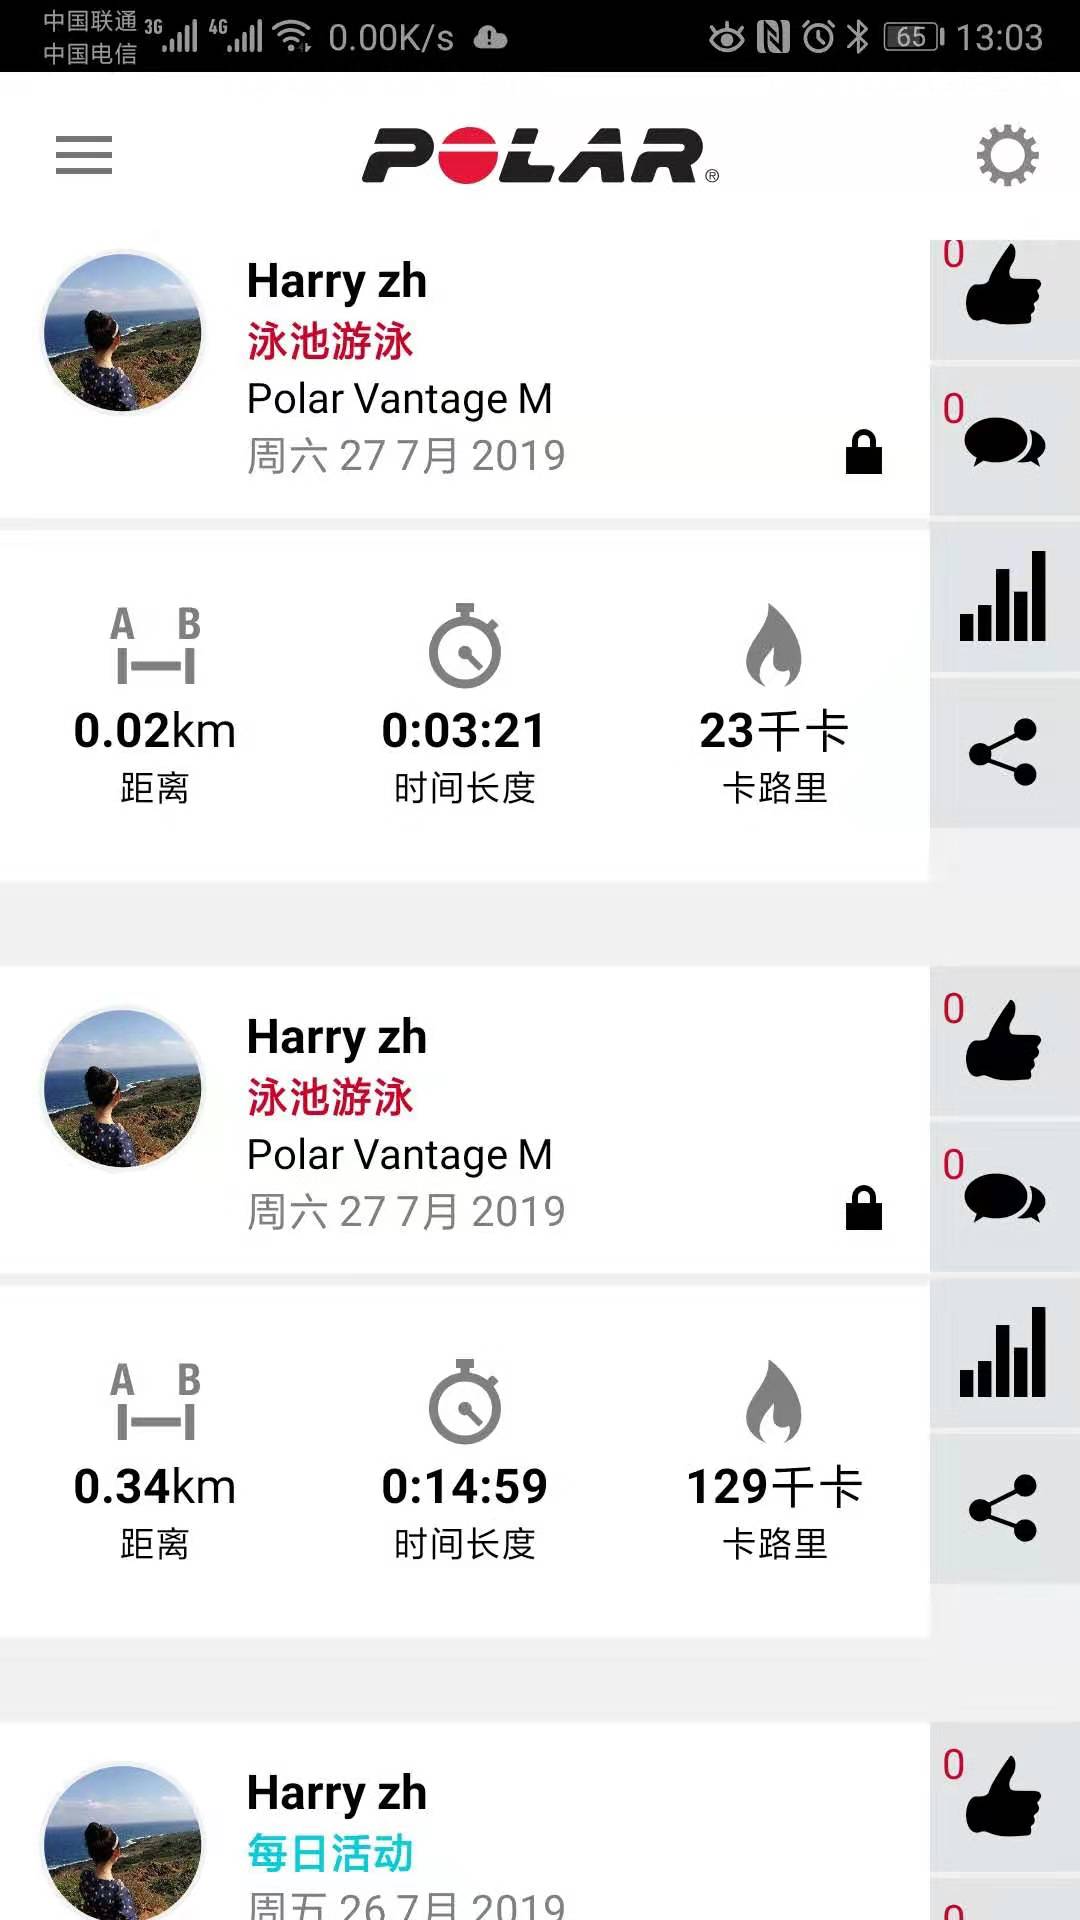 中国联通 3G 4G 0.00K/s 65 13:03
中国电信
POLAR®
Harry zh
0
泳池游泳
Polar Vantage M
0
周六 27 7月 2019
A B
0.02km 0:03:21 23千卡
距离 时间长度 卡路里
Harry zh
0
泳池游泳
Polar Vantage M
0
周六 27 7月 2019
A B
0.34km 0:14:59 129千卡
距离 时间长度 卡路里
Harry zh
0
每日活动
周五 26 7月 2019
0